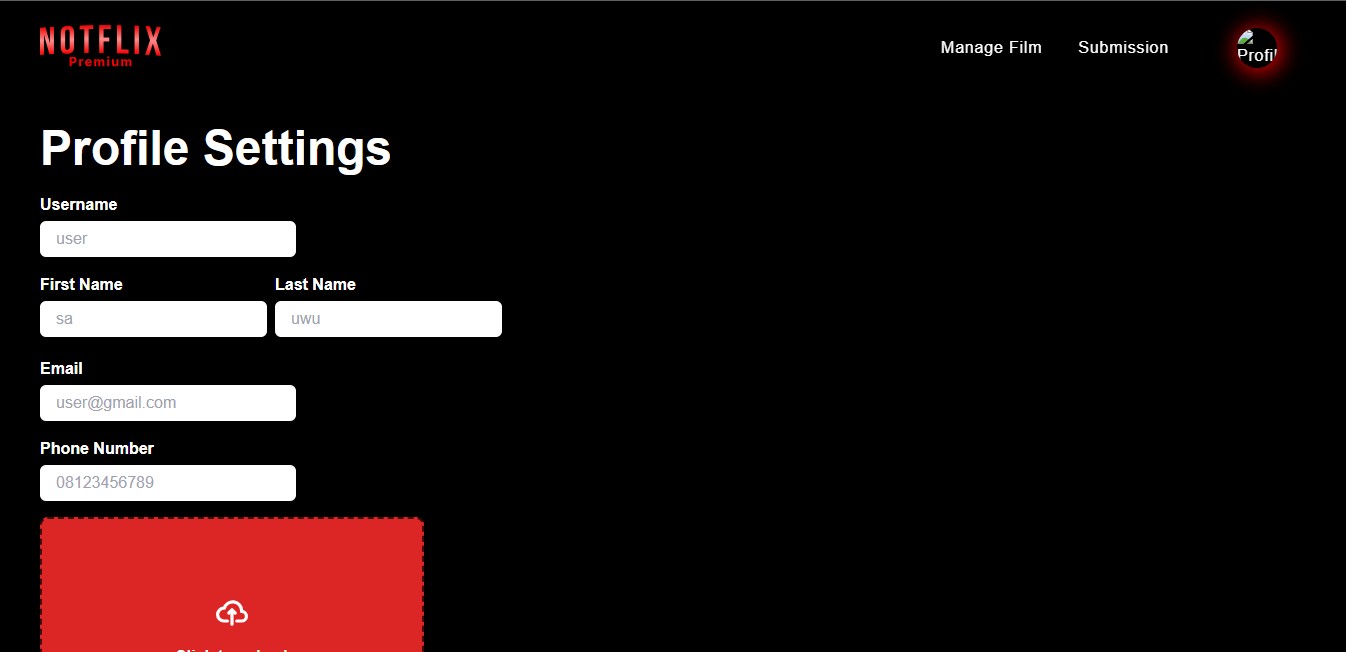 NOTFLIX
Premium
Manage Film
Submission
Profil
Profile Settings
Username
user
First Name
Last Name
sa
uwu
Email
user@gmail.com
Phone Number
08123456789